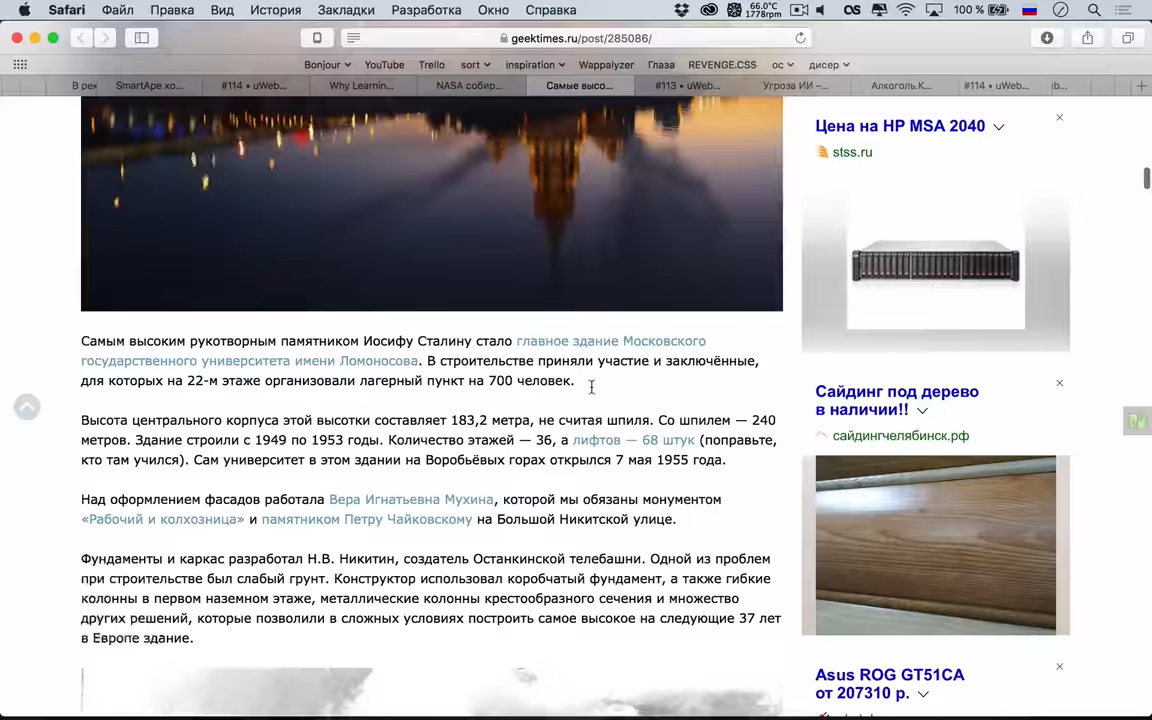 Safari Файл Правка Вид История Закладки Разработка Окно Справка 66.0°C 1778rpm 100 %
geektimes.ru/post/285086/
Bonjour YouTube Trello sort inspiration Wappalyzer Глаза REVENGE.CSS ос дисер
В рек SmartApe хо... #114 • uWeb... Why Learnin... NASA собир... Самые высо... #113 • uWeb... Угроза ИИ –... Алкоголь.К... #114 • uWeb...
Самым высоким рукотворным памятником Иосифу Сталину стало главное здание Московского
государственного университета имени Ломоносова. В строительстве приняли участие и заключённые,
для которых на 22-м этаже организовали лагерный пункт на 700 человек.
Высота центрального корпуса этой высотки составляет 183,2 метра, не считая шпиля. Со шпилем — 240
метров. Здание строили с 1949 по 1953 годы. Количество этажей — 36, а лифтов — 68 штук (поправьте,
кто там учился). Сам университет в этом здании на Воробьёвых горах открылся 7 мая 1955 года.
Над оформлением фасадов работала Вера Игнатьевна Мухина, которой мы обязаны монументом
«Рабочий и колхозница» и памятником Петру Чайковскому на Большой Никитской улице.
Фундаменты и каркас разработал Н.В. Никитин, создатель Останкинской телебашни. Одной из проблем
при строительстве был слабый грунт. Конструктор использовал коробчатый фундамент, а также гибкие
колонны в первом наземном этаже, металлические колонны крестообразного сечения и множество
других решений, которые позволили в сложных условиях построить самое высокое на следующие 37 лет
в Европе здание.
Цена на HP MSA 2040
stss.ru
Сайдинг под дерево
в наличии!!
сайдингчелябинск.рф
Asus ROG GT51CA
от 207310 р.